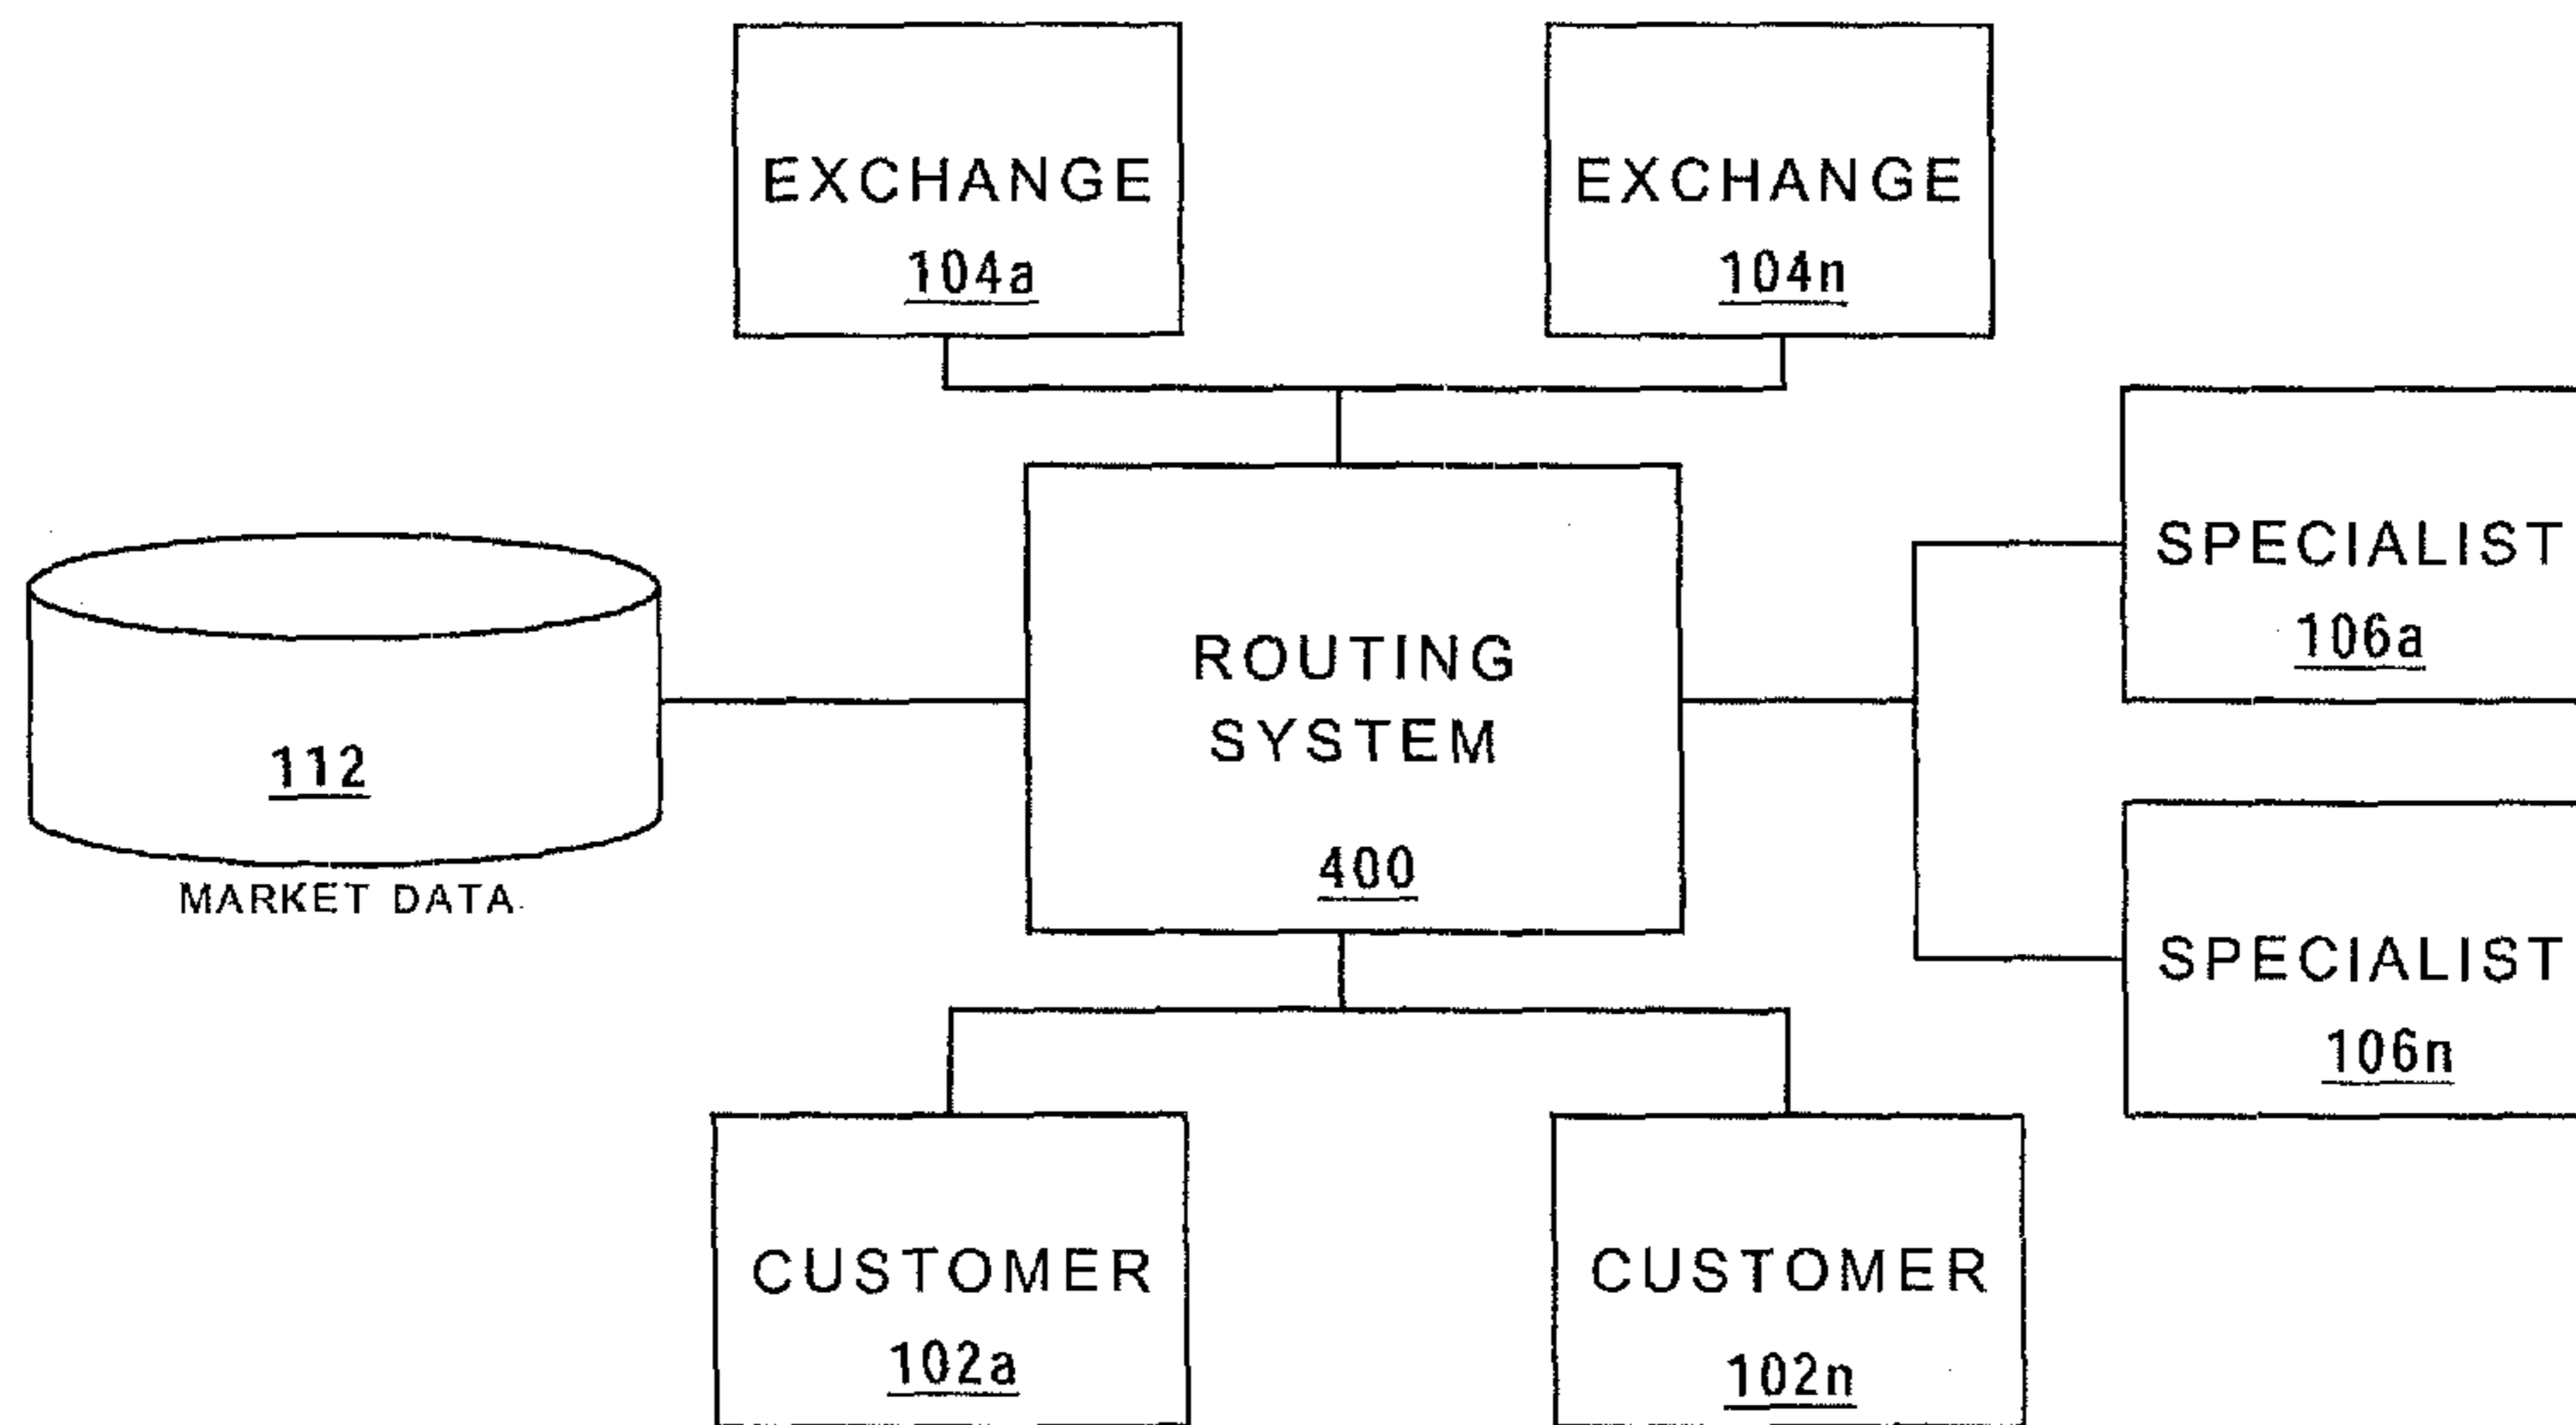 EXCHANGE
104a
EXCHANGE
104n
SPECIALIST
106a
ROUTING
SYSTEM
400
112
MARKET DATA
SPECIALIST
106n
CUSTOMER
102a
CUSTOMER
102n